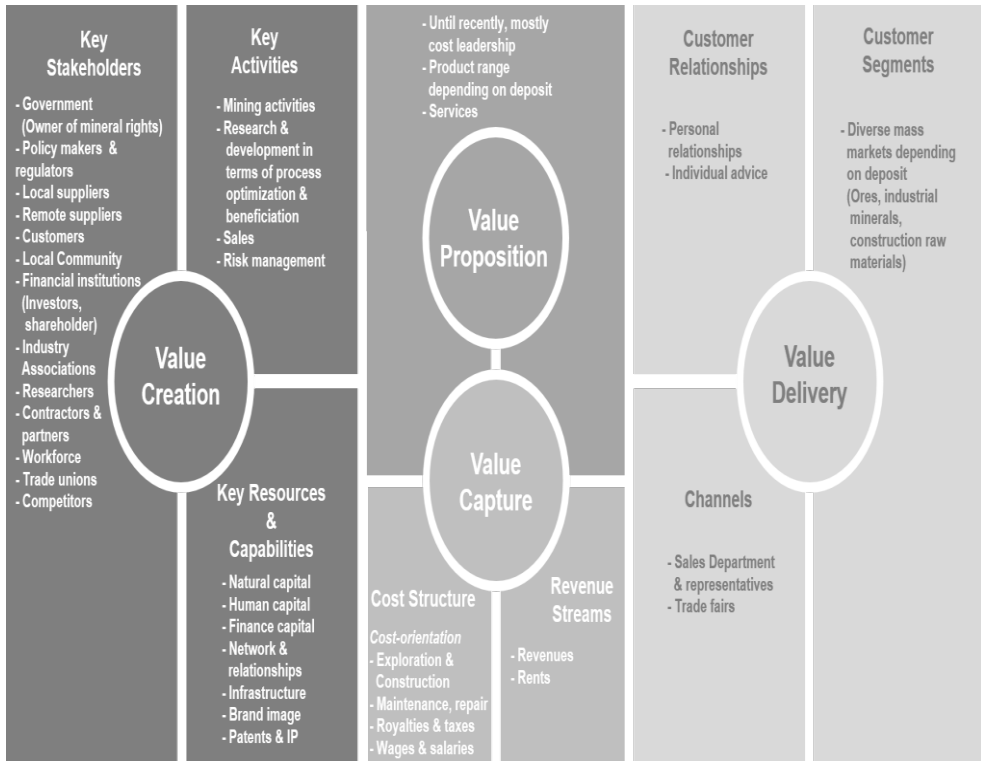 Key
Stakeholders
- Government
(Owner of mineral rights)
- Policy makers &
regulators
- Local suppliers
- Remote suppliers
- Customers
- Local Community
- Financial institutions
(Investors,
shareholder)
- Industry
Associations
- Researchers
- Contractors &
partners
- Workforce
- Trade unions
- Competitors
Value
Creation
Key
Activities
- Mining activities
- Research &
development in
terms of process
optimization &
beneficiation
- Sales
- Risk management
Key Resources
&
Capabilities
- Natural capital
- Human capital
- Finance capital
- Network &
relationships
- Infrastructure
- Brand image
- Patents & IP
- Until recently, mostly
cost leadership
- Product range
depending on deposit
- Services
Value
Proposition
Value
Capture
Cost Structure
Cost-orientation
- Exploration &
Construction
- Maintenance, repair
- Royalties & taxes
- Wages & salaries
Revenue
Streams
- Revenues
- Rents
Customer
Relationships
- Personal
relationships
- Individual advice
Value
Delivery
Channels
- Sales Department
& representatives
- Trade fairs
Customer
Segments
- Diverse mass
markets depending
on deposit
(Ores, industrial
minerals,
construction raw
materials)